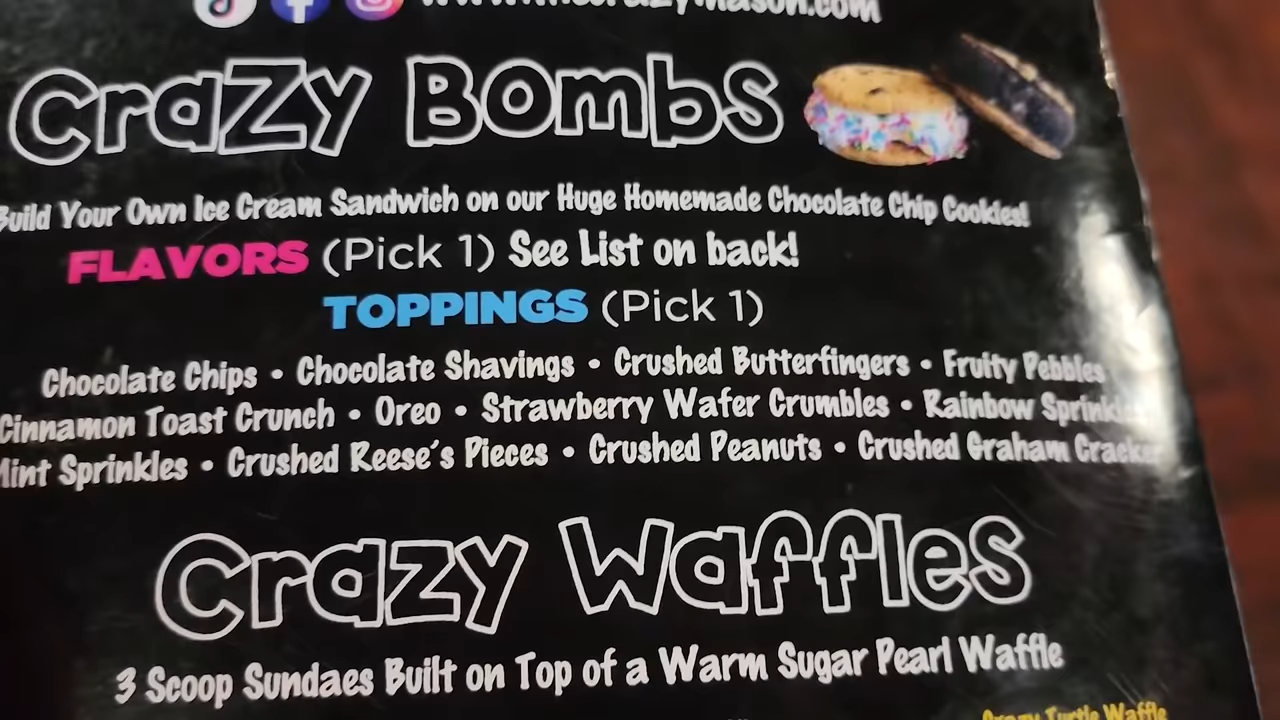 CraZy Bombs
Build Your Own Ice Cream Sandwich on our Huge Homemade Chocolate Chip Cookies!
FLAVORS (Pick 1) See List on back!
TOPPINGS (Pick 1)
Chocolate Chips • Chocolate Shavings • Crushed Butterfingers • Fruity Pebbles
Cinnamon Toast Crunch • Oreo • Strawberry Wafer Crumbles • Rainbow
Mint Sprinkles • Crushed Reese's Pieces • Crushed Peanuts • Crushed Graham Cracker
Crazy Waffles
3 Scoop Sundaes Built on Top of a Warm Sugar Pearl Waffle
Crazy Turtle Waffle